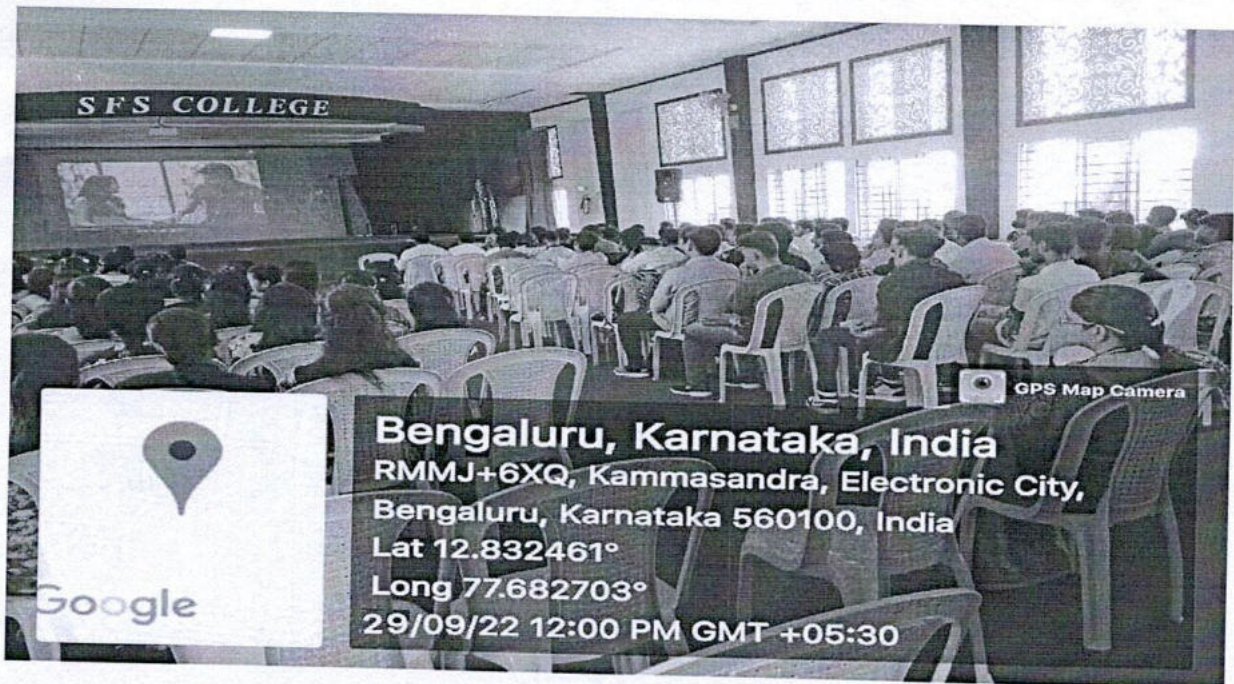 SFS COLLEGE
GPS Map Camera
Bengaluru, Karnataka, India
RMMJ+6XQ, Kammasandra, Electronic City,
Bengaluru, Karnataka 560100, India
Lat 12.832461°
Long 77.682703°
29/09/22 12:00 PM GMT +05:30
Google